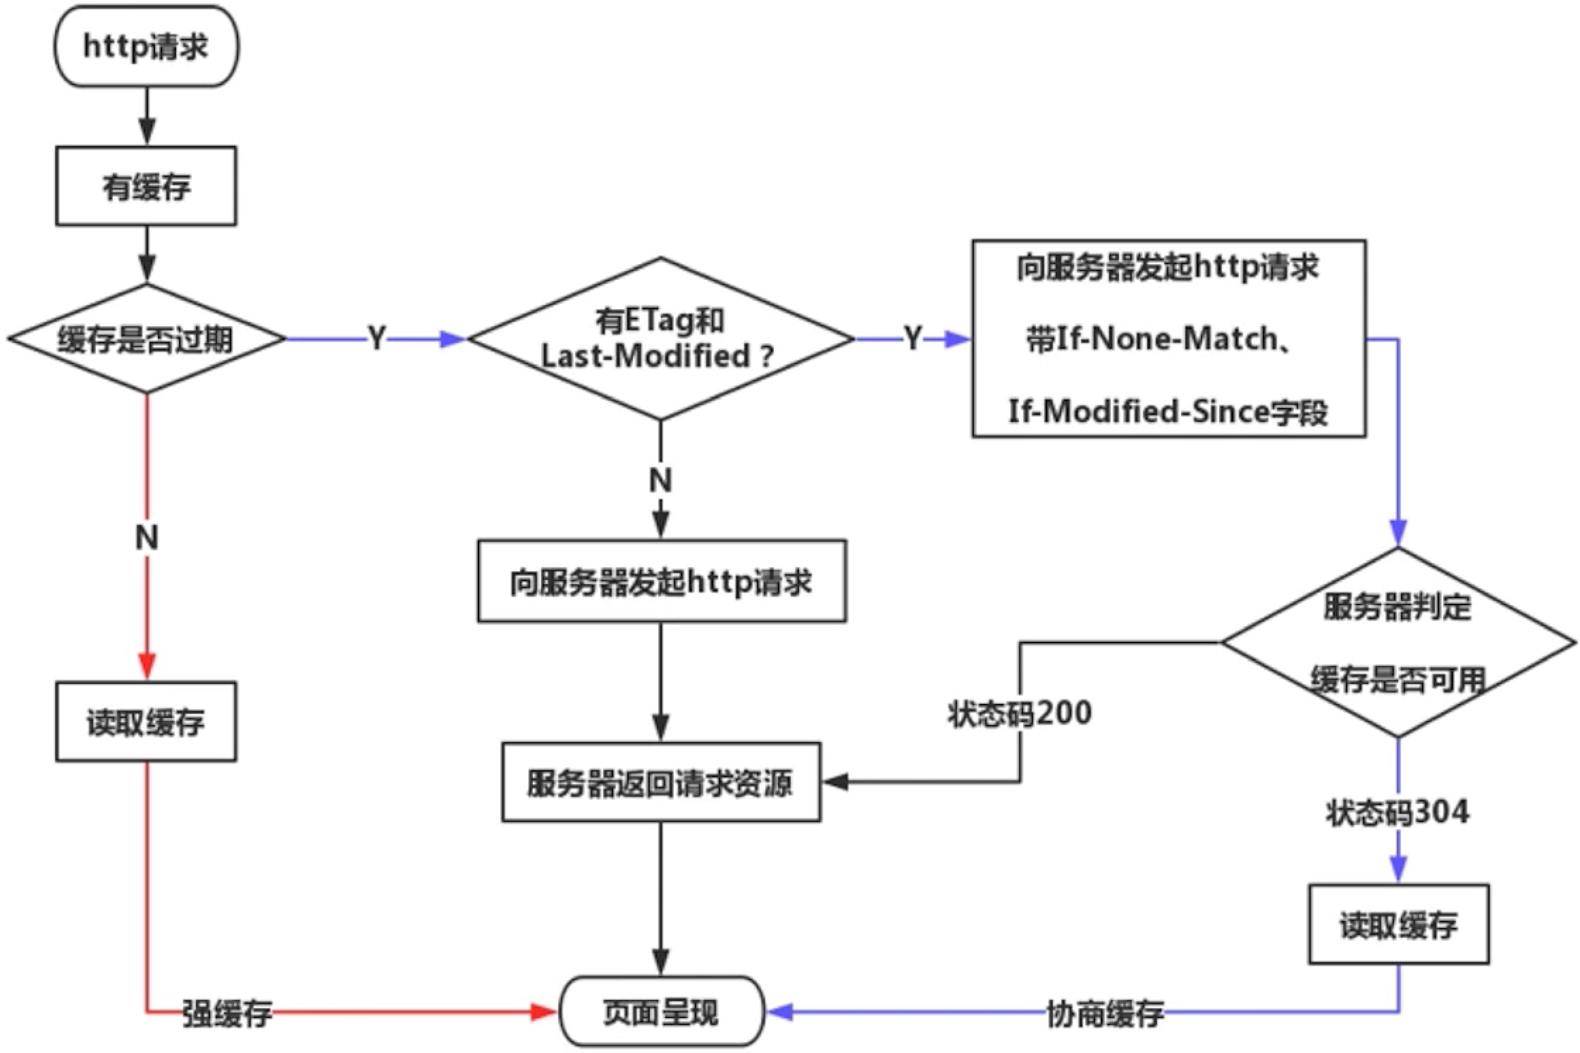 http请求
有缓存
缓存是否过期
Y
有ETag和
Last-Modified？
Y
向服务器发起http请求
带If-None-Match、
If-Modified-Since字段
N
N
向服务器发起http请求
服务器判定
缓存是否可用
读取缓存
状态码200
服务器返回请求资源
状态码304
读取缓存
强缓存
页面呈现
协商缓存